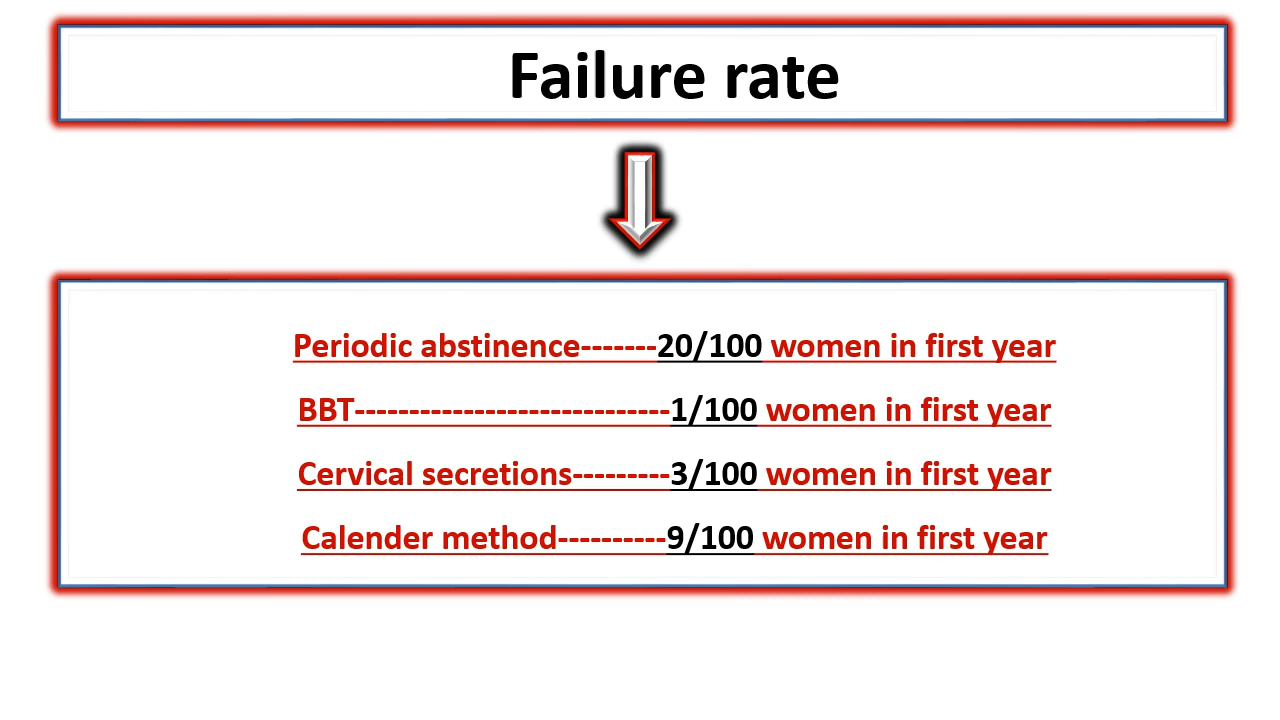 Failure rate
Periodic abstinence-------20/100 women in first year
BBT-----------------------------1/100 women in first year
Cervical secretions---------3/100 women in first year
Calender method----------9/100 women in first year